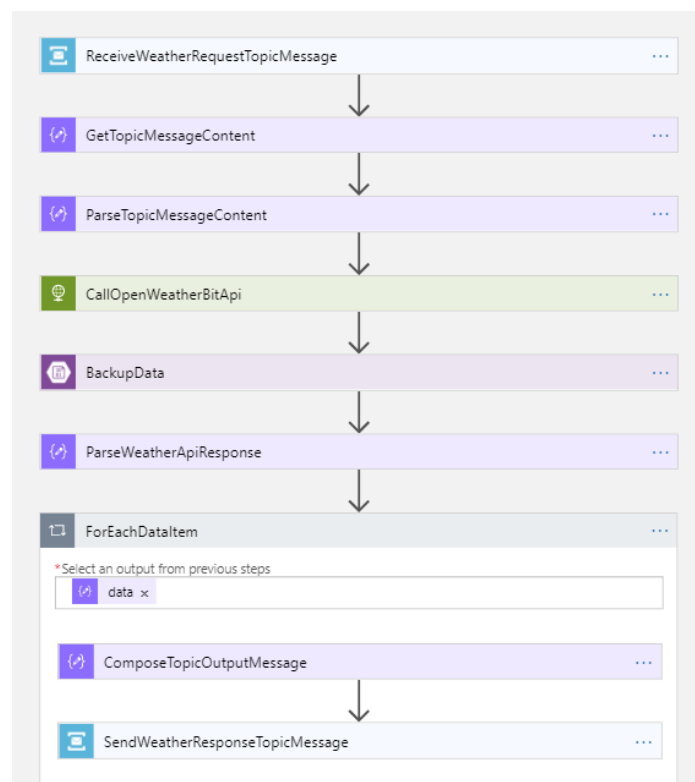 ReceiveWeatherRequestTopicMessage
GetTopicMessageContent
ParseTopicMessageContent
CallOpenWeatherBitApi
BackupData
ParseWeatherApiResponse
ForEachDataItem
*Select an output from previous steps
data ×
ComposeTopicOutputMessage
SendWeatherResponseTopicMessage